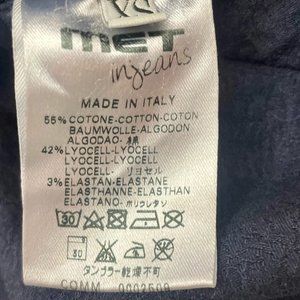 MET
in jeans
MADE IN ITALY
55% COTONE-COTTON-COTON
BAUMWOLLE-ALGODON
ALGODAO- 綿
42% LYOCELL-LYOCELL
LYOCELL-LYOCELL
LYOCELL- リヨセル
3% ELASTAN-ELASTANE
ELASTHANNE-ELASTHAN
ELASTANO- ポリウレタン
30
30
タンブラー乾燥不可
COMM 0002509